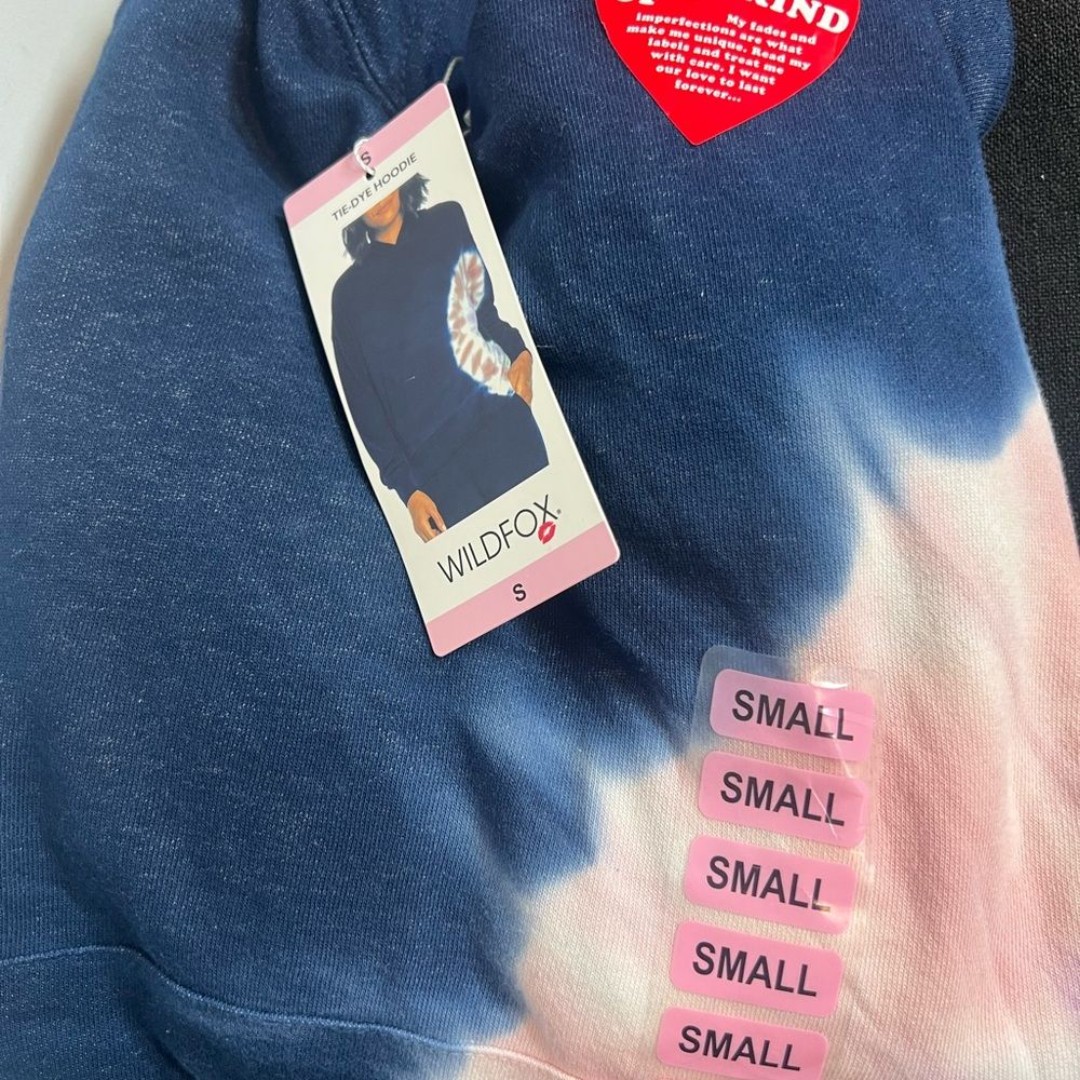 KIND
My fades and
imperfections are what
make me unique. Read my
labels and treat me
with care. I want
our love to last
forever...
S
TIE-DYE HOODIE
WILDFOX®
S
SMALL
SMALL
SMALL
SMALL
SMALL